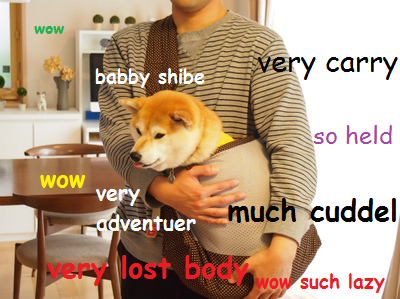 wow
very carry
babby shibe
so held
wow
very
adventuer
much cuddel
very lost body
wow such lazy